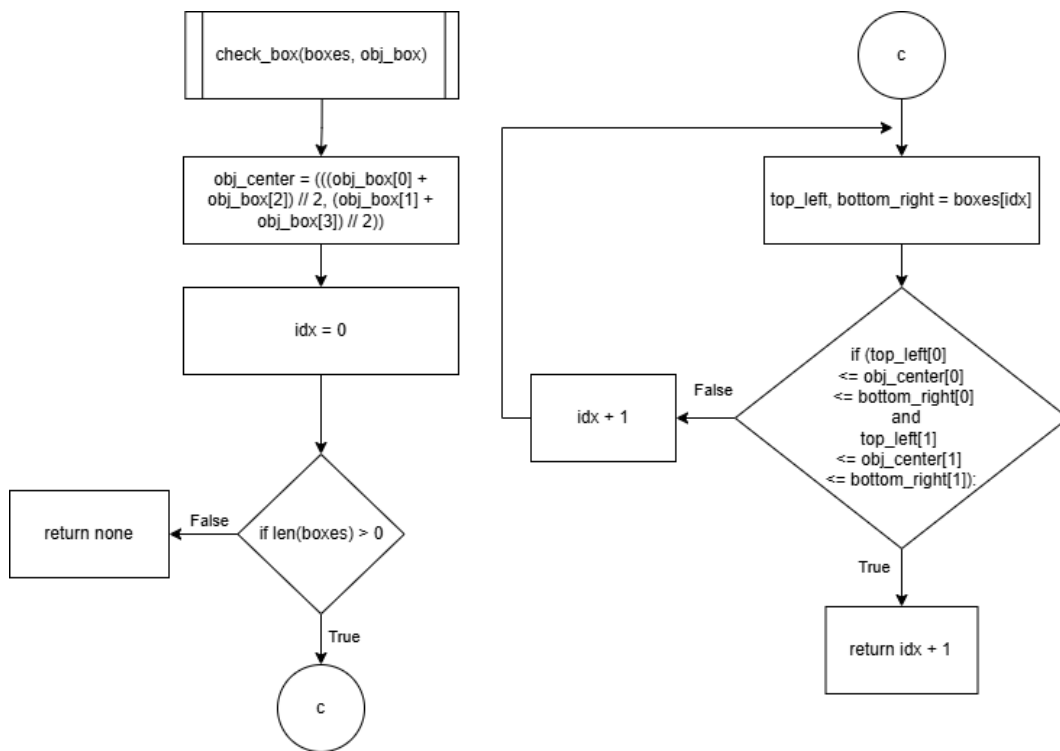 check_box(boxes, obj_box)
obj_center = (((obj_box[0] +
obj_box[2]) // 2, (obj_box[1] +
obj_box[3]) // 2))
idx = 0
if len(boxes) > 0
False
return none
True
c
c
top_left, bottom_right = boxes[idx]
if (top_left[0]
<= obj_center[0]
<= bottom_right[0]
and
top_left[1]
<= obj_center[1]
<= bottom_right[1]):
False
idx + 1
True
return idx + 1